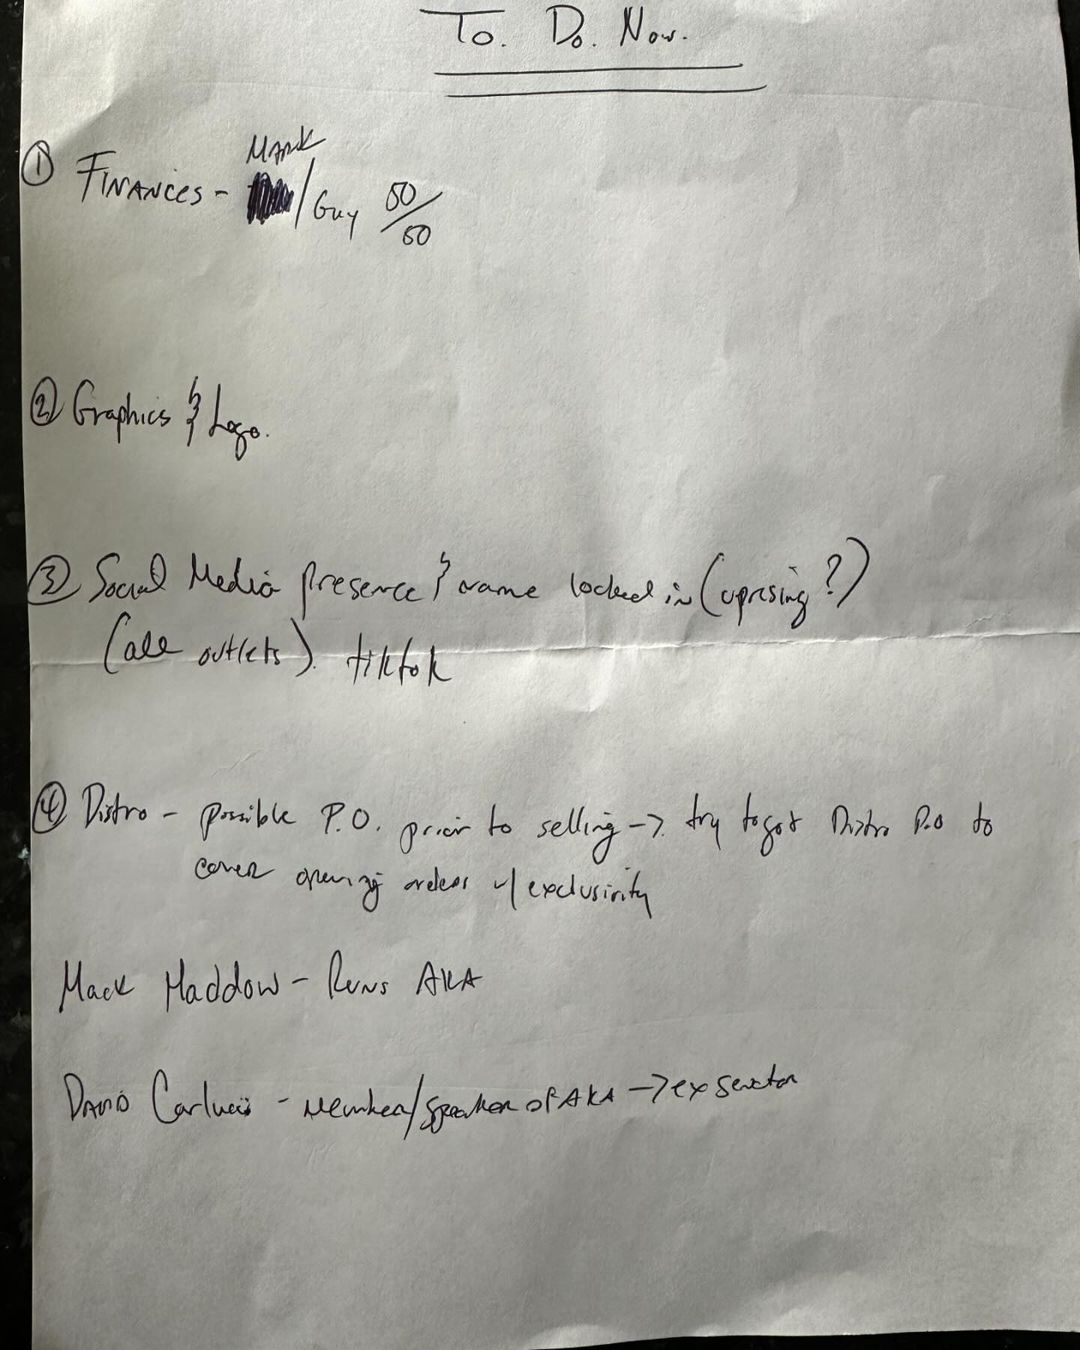 To. Do. Now.
Mark
① Finances - /Guy 50/50
② Graphics & Logo.
③ Social Media presence & name locked in (uprising?)
(all outlets). tiktok
④ Distro - possible P.O. prior to selling -> try to get Distro P.O to
cover opening orders w/ exclusivity
Mack Haddow - Runs AKA
David Carlucci - Member/Speaker of AKA -> ex senator